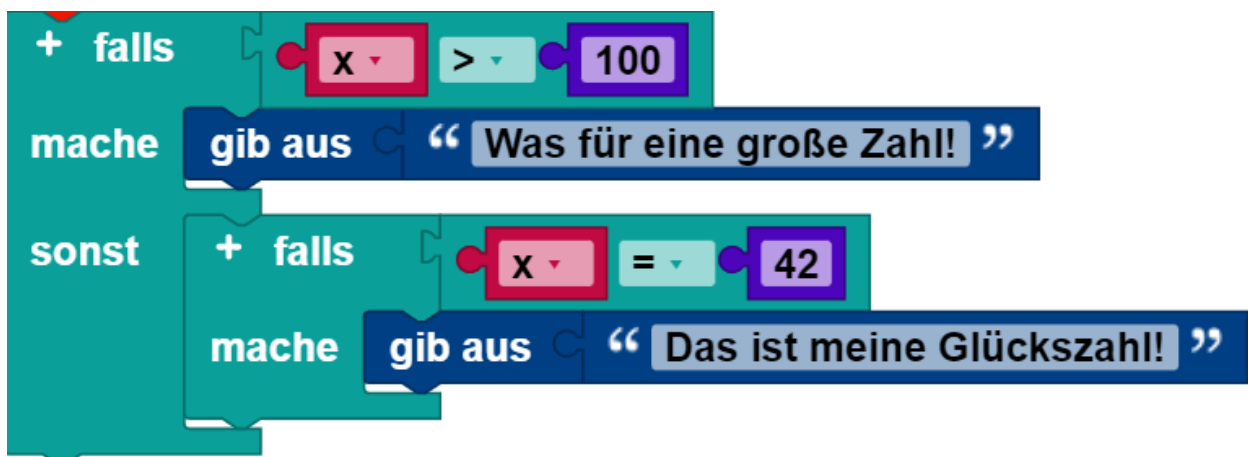 + falls x > 100
mache gib aus “ Was für eine große Zahl! ”
sonst + falls x = 42
mache gib aus “ Das ist meine Glückszahl! ”